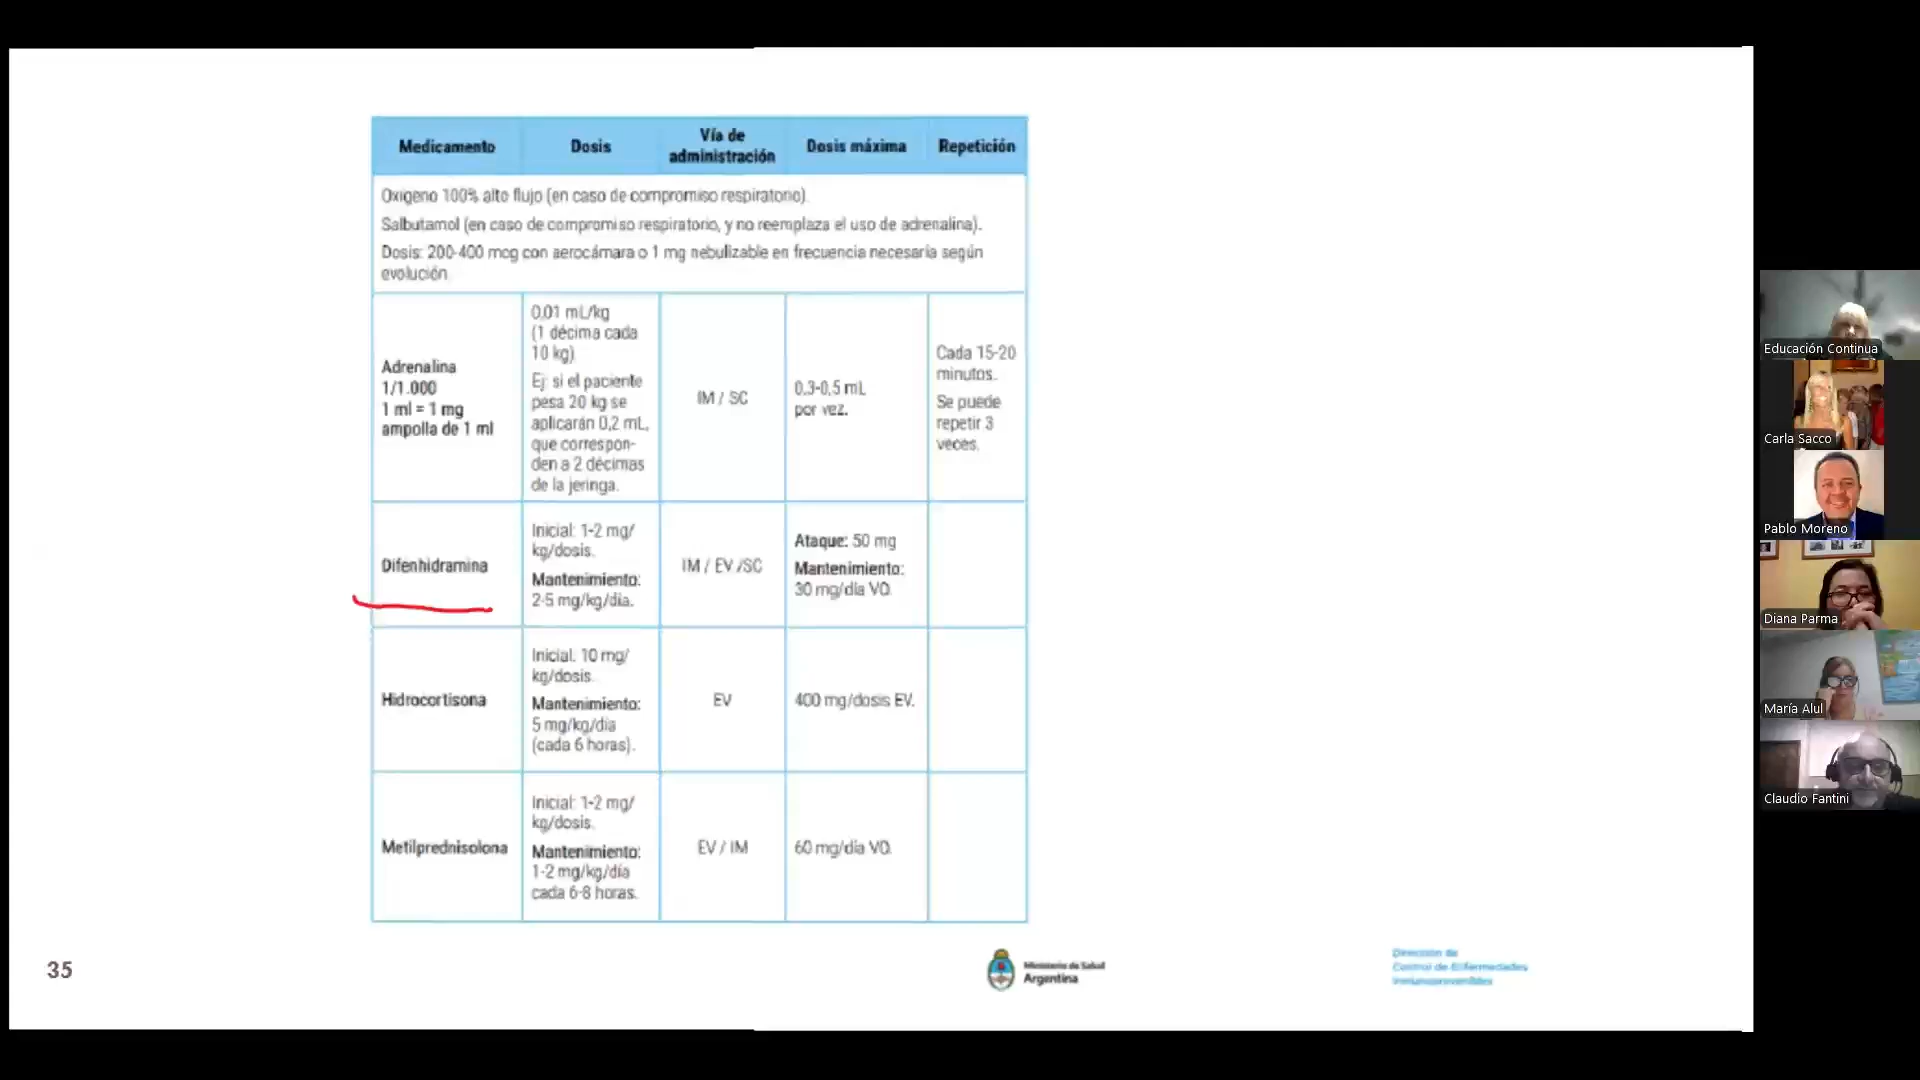 Medicamento
Dosis
Vía de
administración
Dosis máxima
Repetición
Oxígeno 100% alto flujo (en caso de compromiso respiratorio).
Salbutamol (en caso de compromiso respiratorio, y no reemplaza el uso de adrenalina).
Dosis: 200-400 mcg con aerocámara o 1 mg nebulizable en frecuencia necesaria según
evolución.
Adrenalina
1/1.000
1 ml = 1 mg
ampolla de 1 ml
0,01 mL/kg
(1 décima cada
10 kg)
Ej: si el paciente
pesa 20 kg se
aplicarán 0,2 mL,
que correspon-
den a 2 décimas
de la jeringa.
IM / SC
0,3-0,5 mL
por vez.
Cada 15-20
minutos.
Se puede
repetir 3
veces.
Difenhidramina
Inicial: 1-2 mg/
kg/dosis.
Mantenimiento:
2-5 mg/kg/día.
IM / EV /SC
Ataque: 50 mg
Mantenimiento:
30 mg/día VO.
Hidrocortisona
Inicial: 10 mg/
kg/dosis.
Mantenimiento:
5 mg/kg/día
(cada 6 horas).
EV
400 mg/dosis EV.
Metilprednisolona
Inicial: 1-2 mg/
kg/dosis.
Mantenimiento:
1-2 mg/kg/día
cada 6-8 horas.
EV / IM
60 mg/día VO.
35
Ministerio de Salud
Argentina
Dirección de
Control de Enfermedades
Inmunoprevenibles
Educación Continua
Carla Sacco
Pablo Moreno
Diana Parma
María Alul
Claudio Fantini